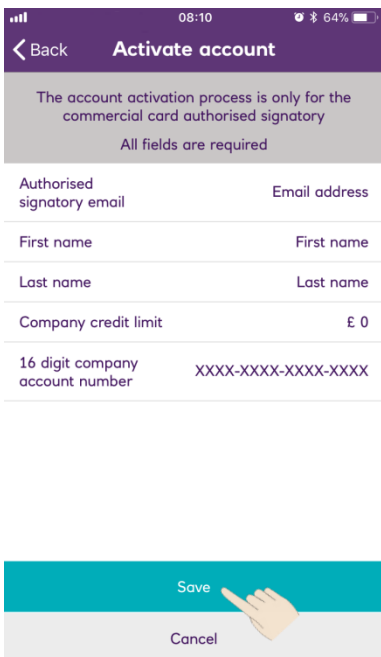 08:10
64%
Back Activate account
The account activation process is only for the
commercial card authorised signatory
All fields are required
Authorised
signatory email
Email address
First name First name
Last name Last name
Company credit limit £ 0
16 digit company
account number
XXXX-XXXX-XXXX-XXXX
Save
Cancel